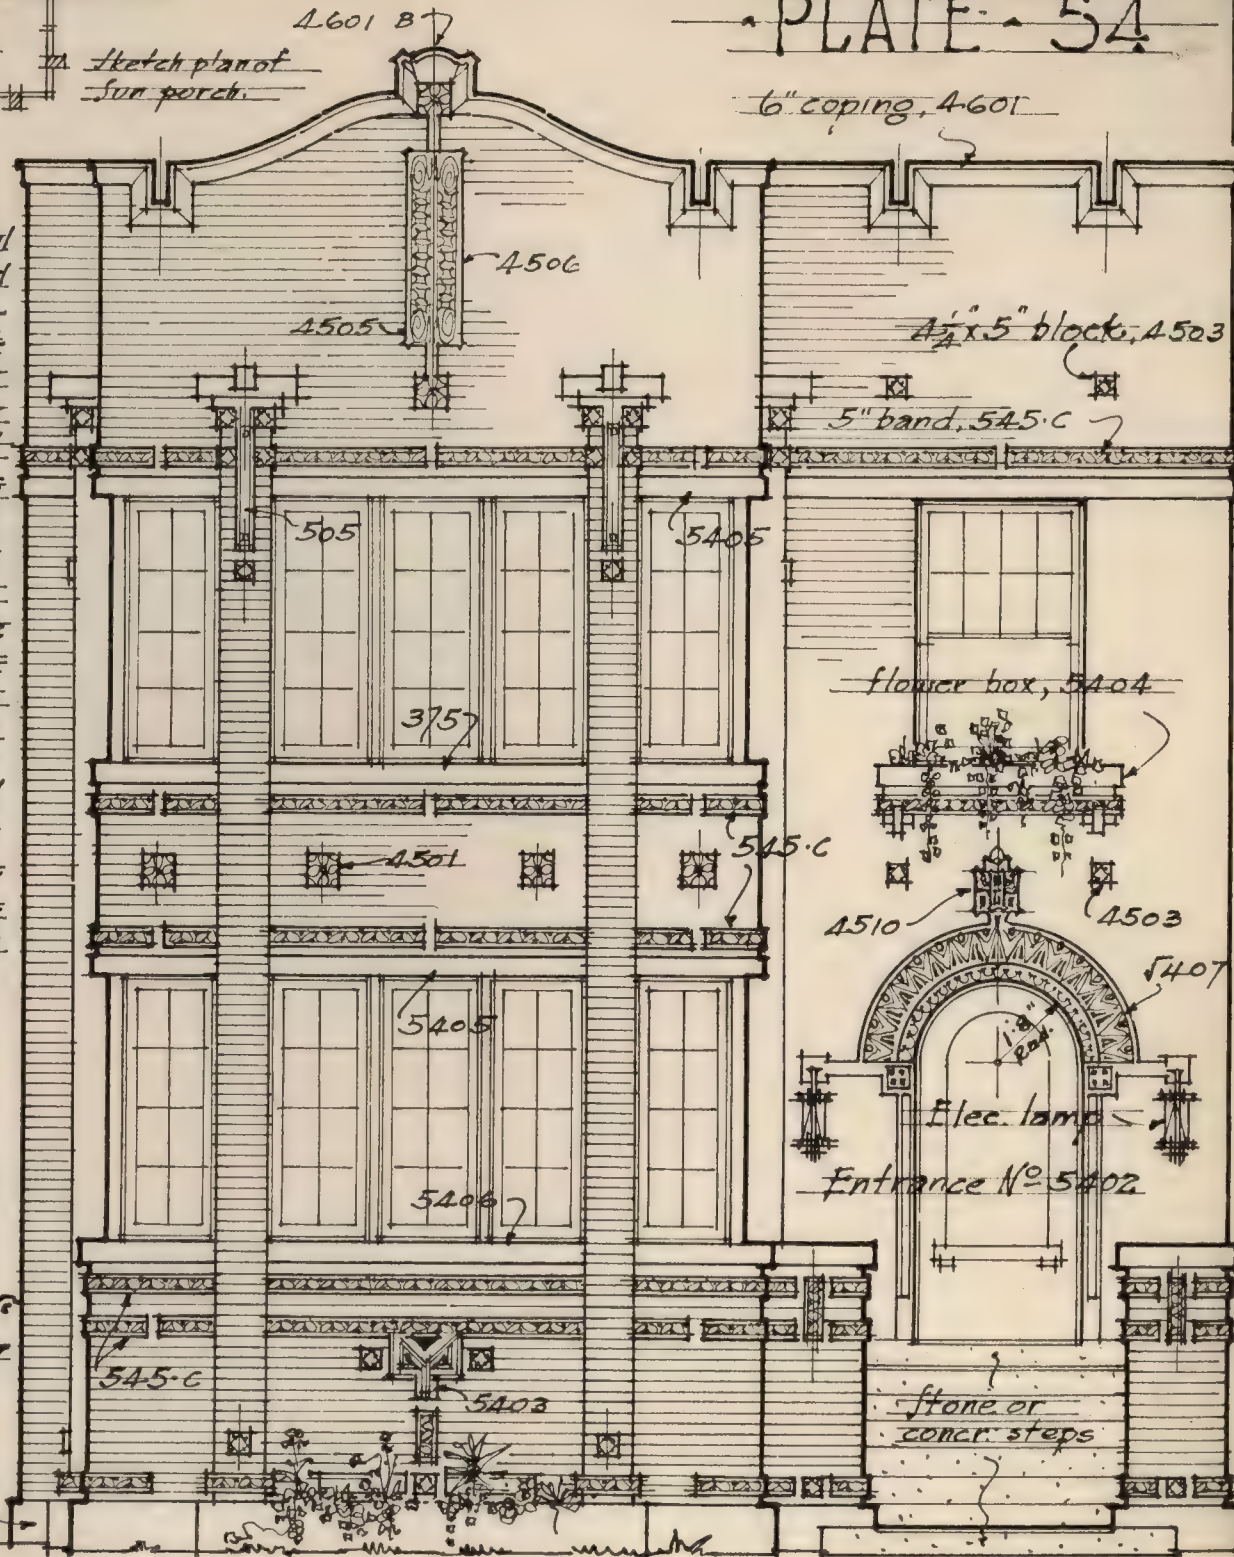 PLATE - 54
4601 B
Sketch plan of
sun porch.
6" coping, 4601
4506
4505
4¼" x 5" block, 4503
5" band, 545·C
505
5405
flower box, 5404
375
545·C
4501
4510
4503
5407
5405
1'·8"
Rad.
Elec. lamp
Entrance Nº 5402
5406
545·C
5403
Stone or
concr. steps